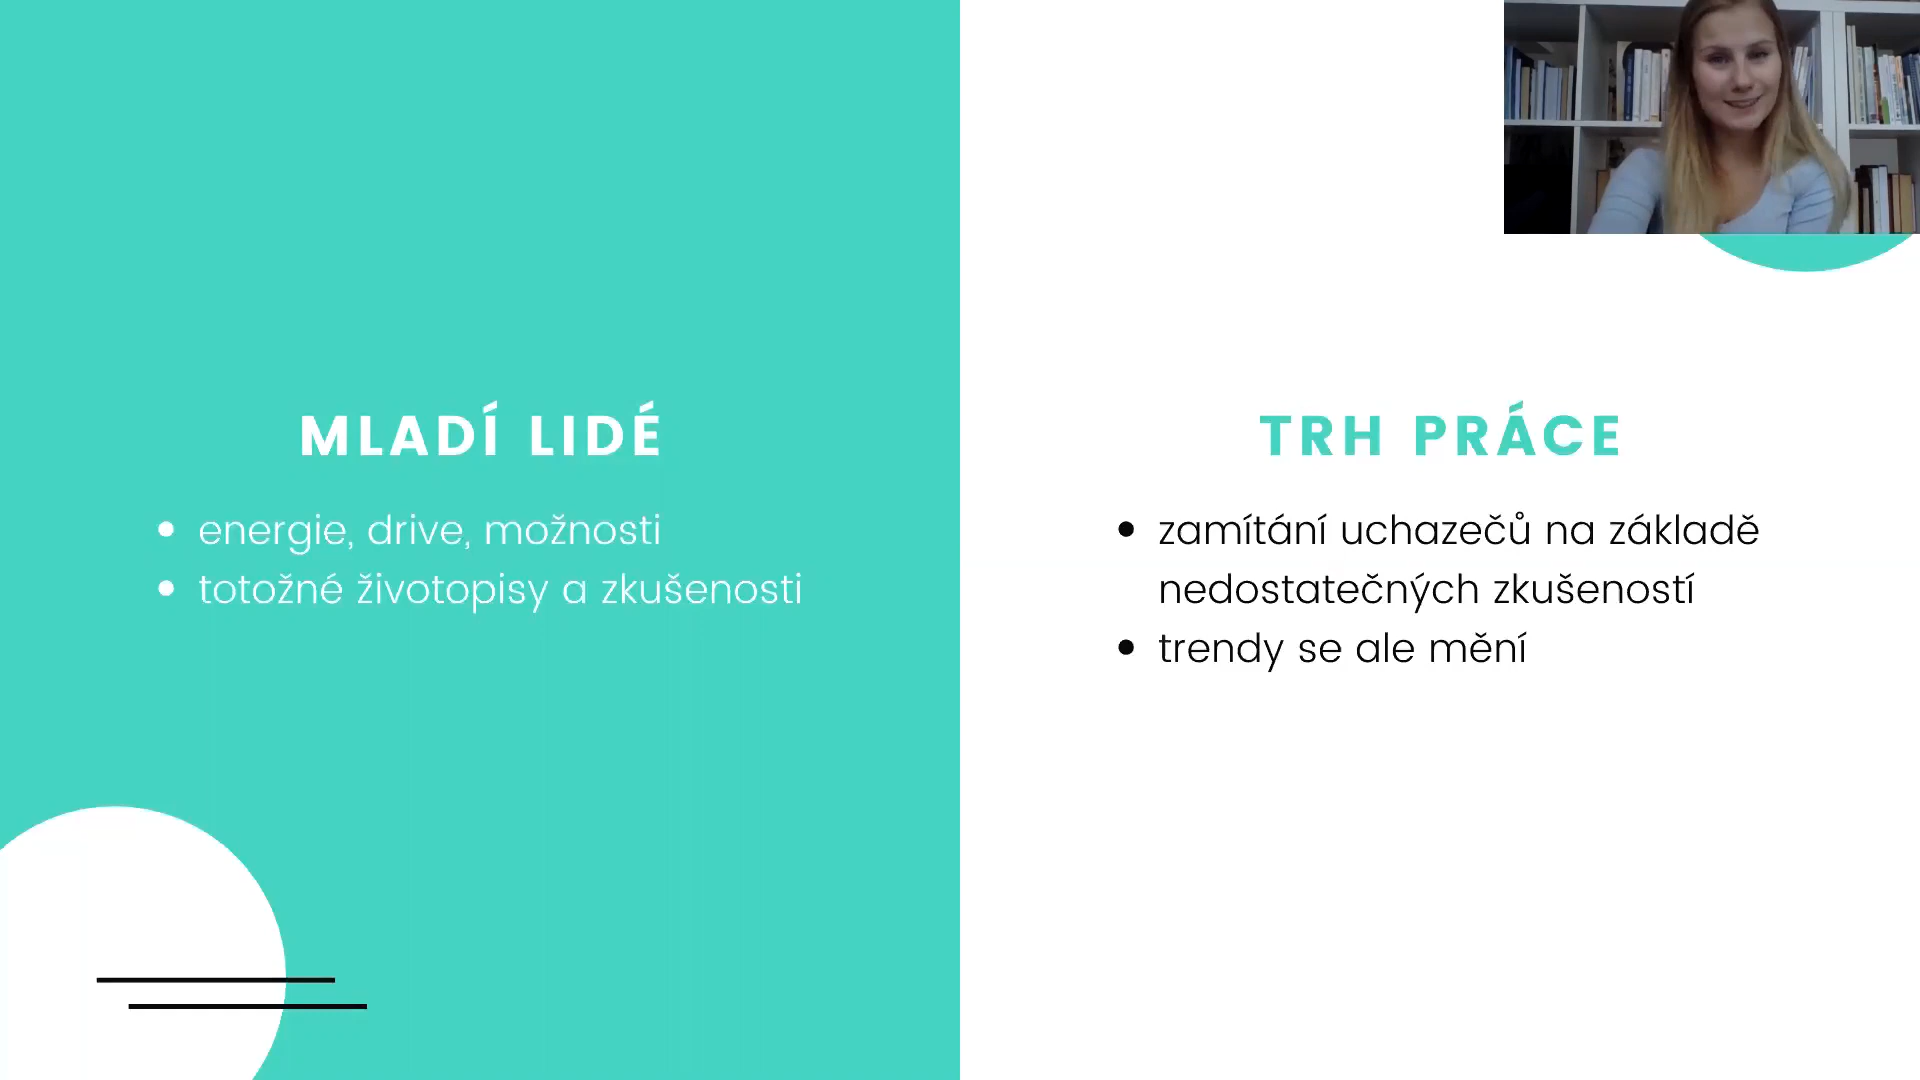 MLADÍ LIDÉ
energie, drive, možnosti
totožné životopisy a zkušenosti
TRH PRÁCE
zamítání uchazečů na základě
nedostatečných zkušeností
trendy se ale mění